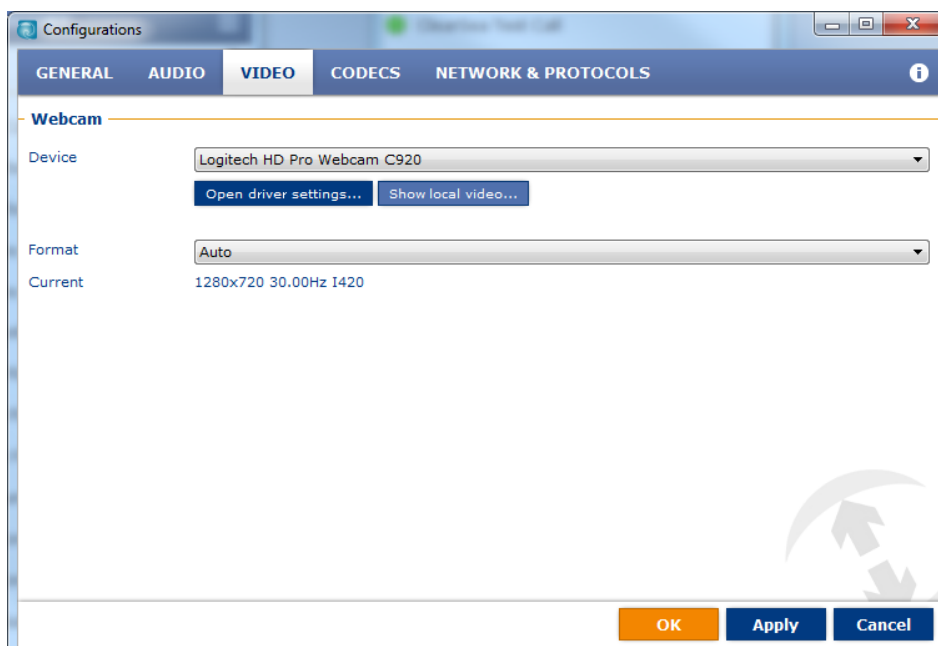 Configurations
GENERAL AUDIO VIDEO CODECS NETWORK & PROTOCOLS
Webcam
Device Logitech HD Pro Webcam C920
Open driver settings... Show local video...
Format Auto
Current 1280x720 30.00Hz I420
OK Apply Cancel